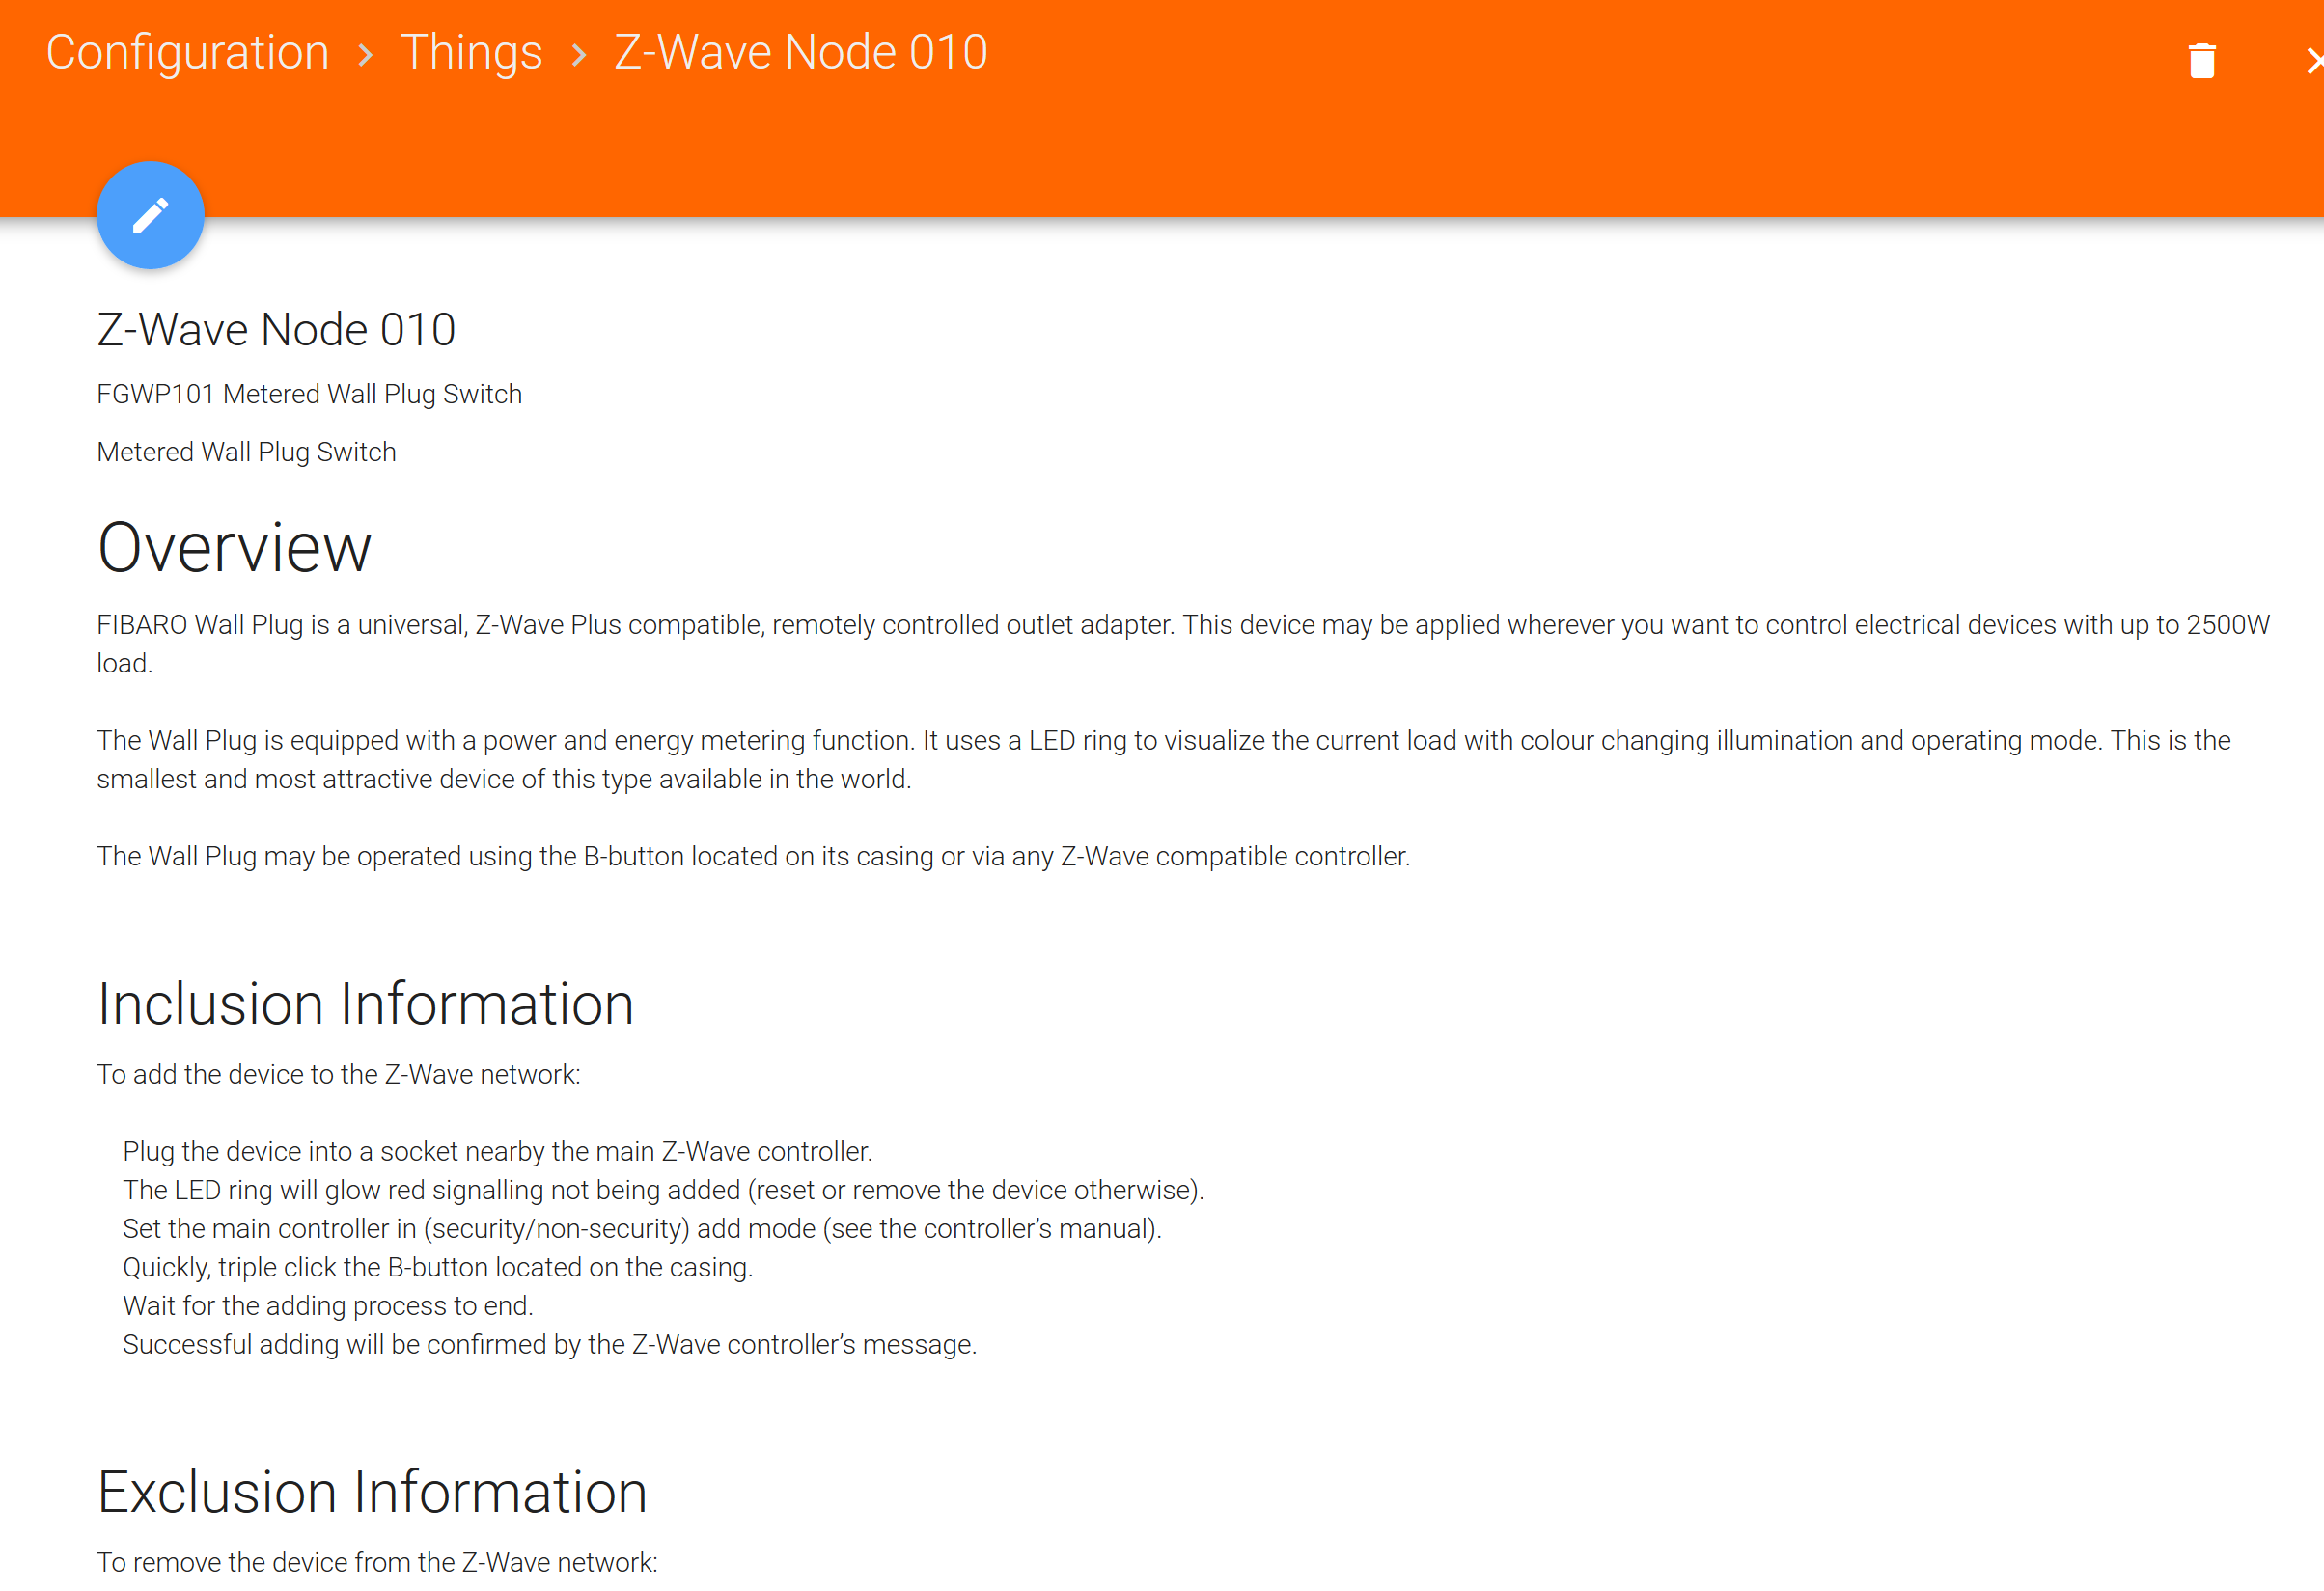 Configuration > Things > Z-Wave Node 010
Z-Wave Node 010
FGWP101 Metered Wall Plug Switch
Metered Wall Plug Switch
Overview
FIBARO Wall Plug is a universal, Z-Wave Plus compatible, remotely controlled outlet adapter. This device may be applied wherever you want to control electrical devices with up to 2500W
load.
The Wall Plug is equipped with a power and energy metering function. It uses a LED ring to visualize the current load with colour changing illumination and operating mode. This is the
smallest and most attractive device of this type available in the world.
The Wall Plug may be operated using the B-button located on its casing or via any Z-Wave compatible controller.
Inclusion Information
To add the device to the Z-Wave network:
Plug the device into a socket nearby the main Z-Wave controller.
The LED ring will glow red signalling not being added (reset or remove the device otherwise).
Set the main controller in (security/non-security) add mode (see the controller’s manual).
Quickly, triple click the B-button located on the casing.
Wait for the adding process to end.
Successful adding will be confirmed by the Z-Wave controller’s message.
Exclusion Information
To remove the device from the Z-Wave network: